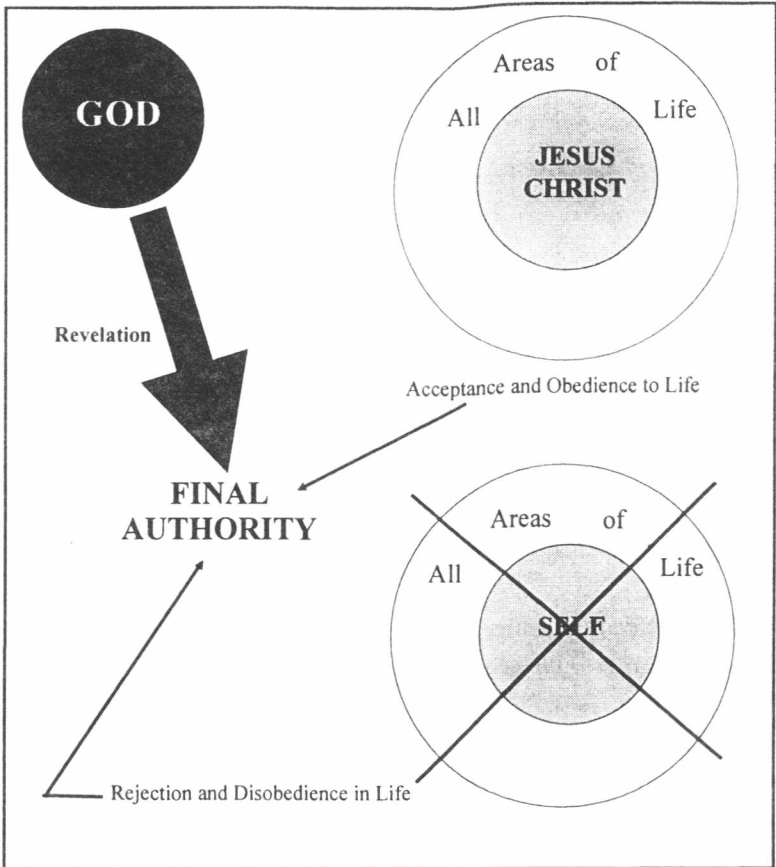 GOD
Areas of
All Life
JESUS
CHRIST
Revelation
Acceptance and Obedience to Life
FINAL
AUTHORITY
Areas of
All Life
SELF
Rejection and Disobedience in Life